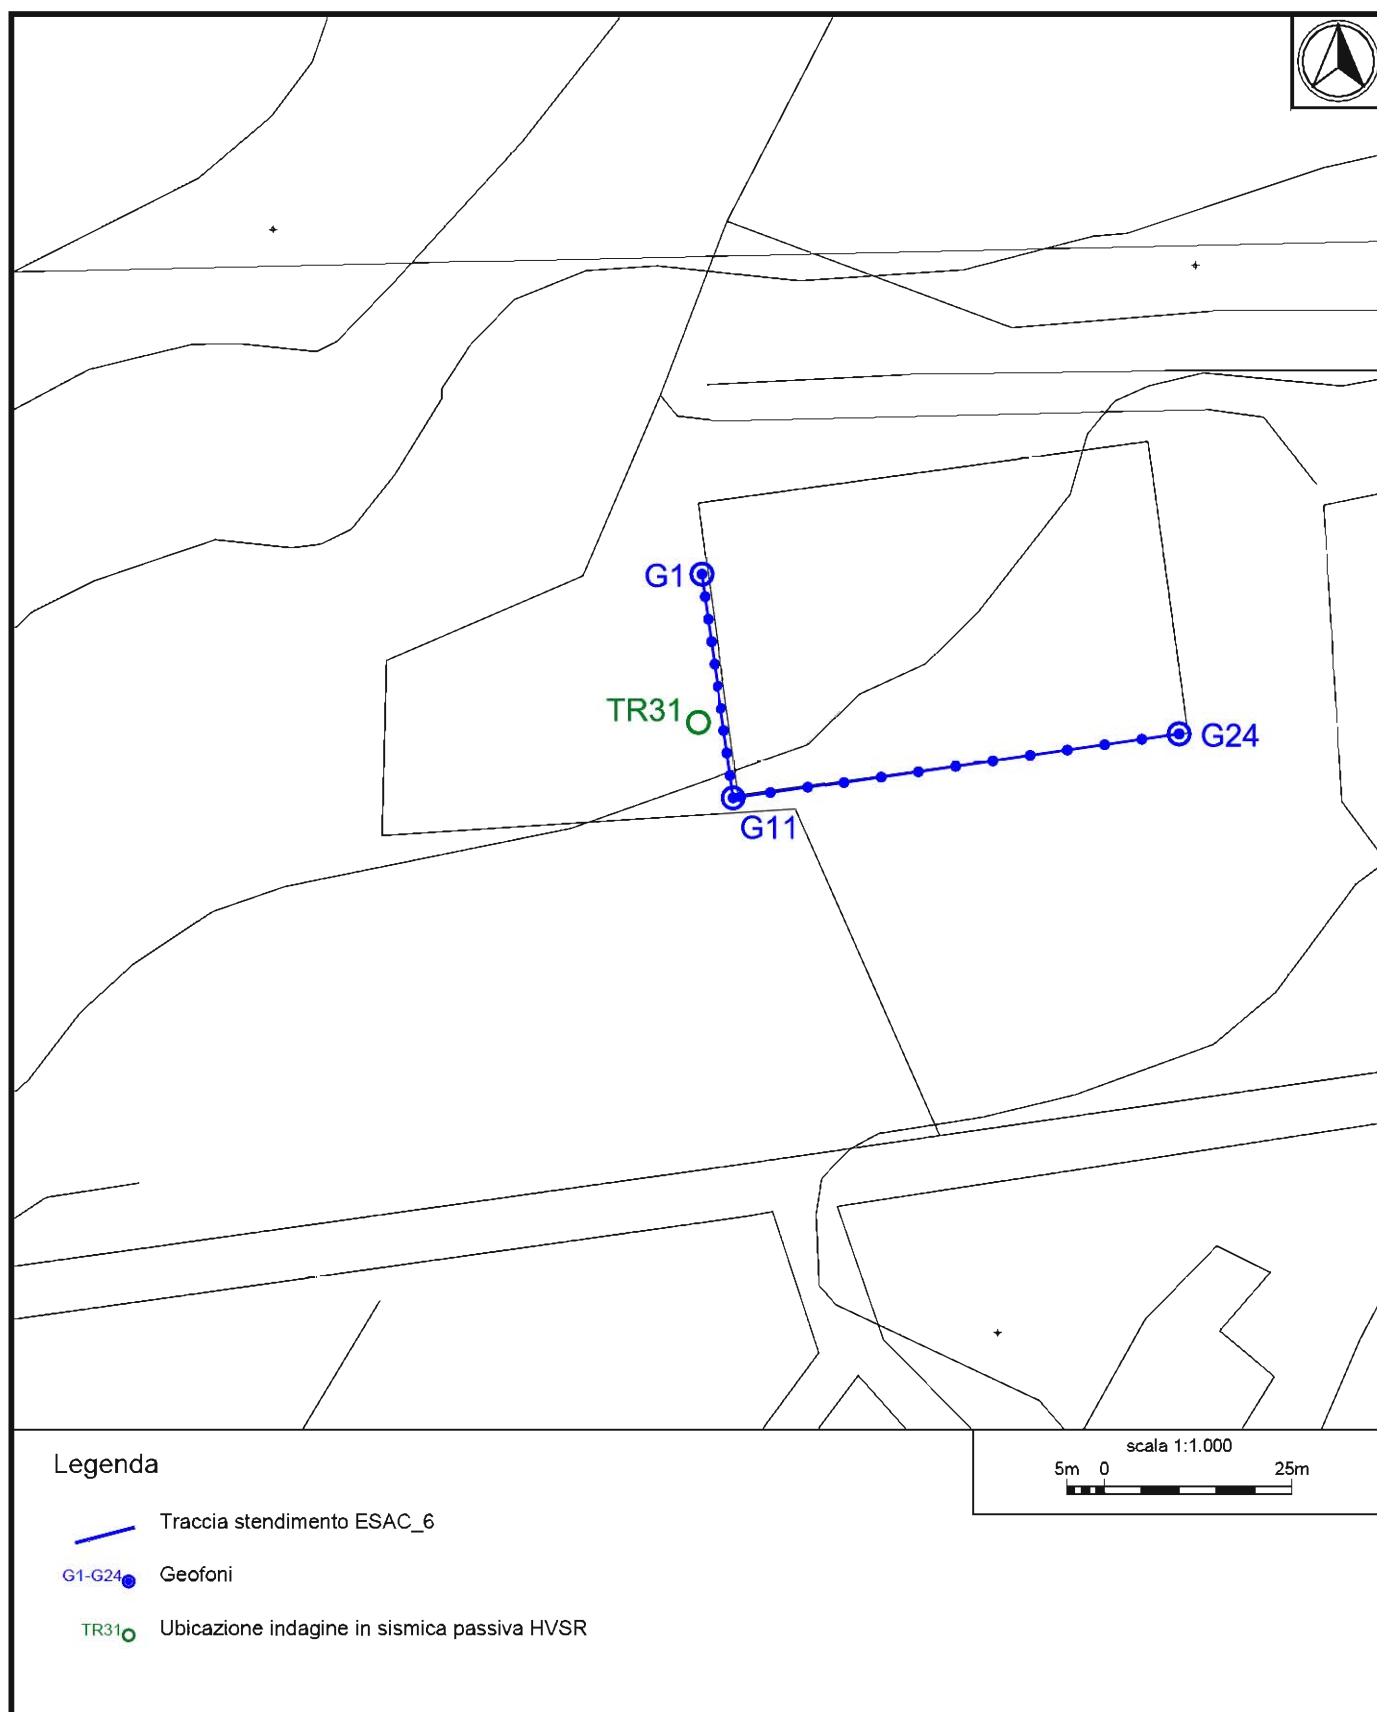 G1
TR31
G24
G11
Legenda
scala 1:1.000
5m 0 25m
Traccia stendimento ESAC_6
G1-G24 Geofoni
TR31 Ubicazione indagine in sismica passiva HVSR